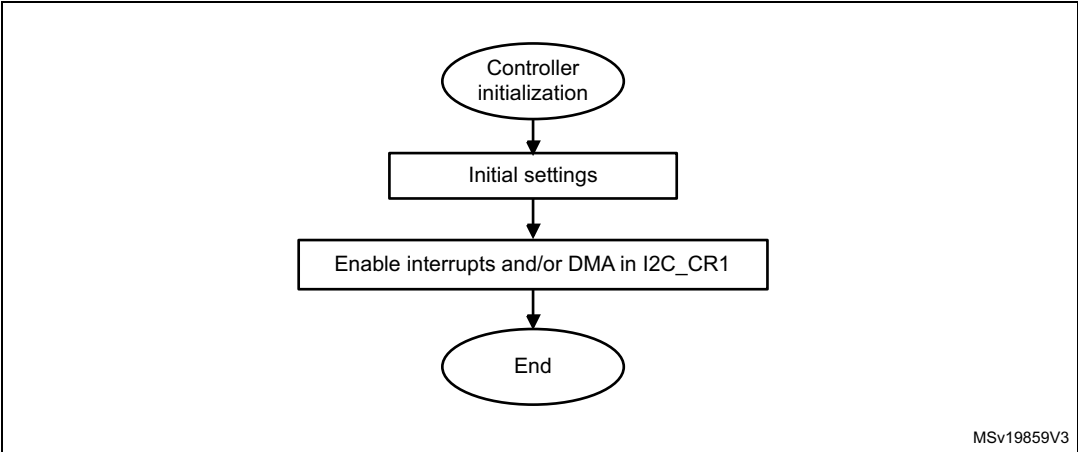 Controller
initialization
Initial settings
Enable interrupts and/or DMA in I2C_CR1
End
MSv19859V3